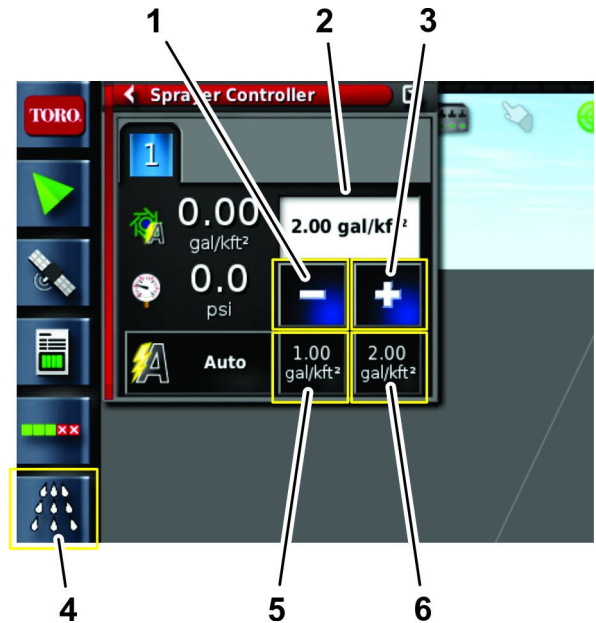 1 2 3
TORO.
Sprayer Controller
1
0.00
gal/kft²
2.00 gal/kft²
0.0
psi
- +
A Auto
1.00
gal/kft²
2.00
gal/kft²
4 5 6